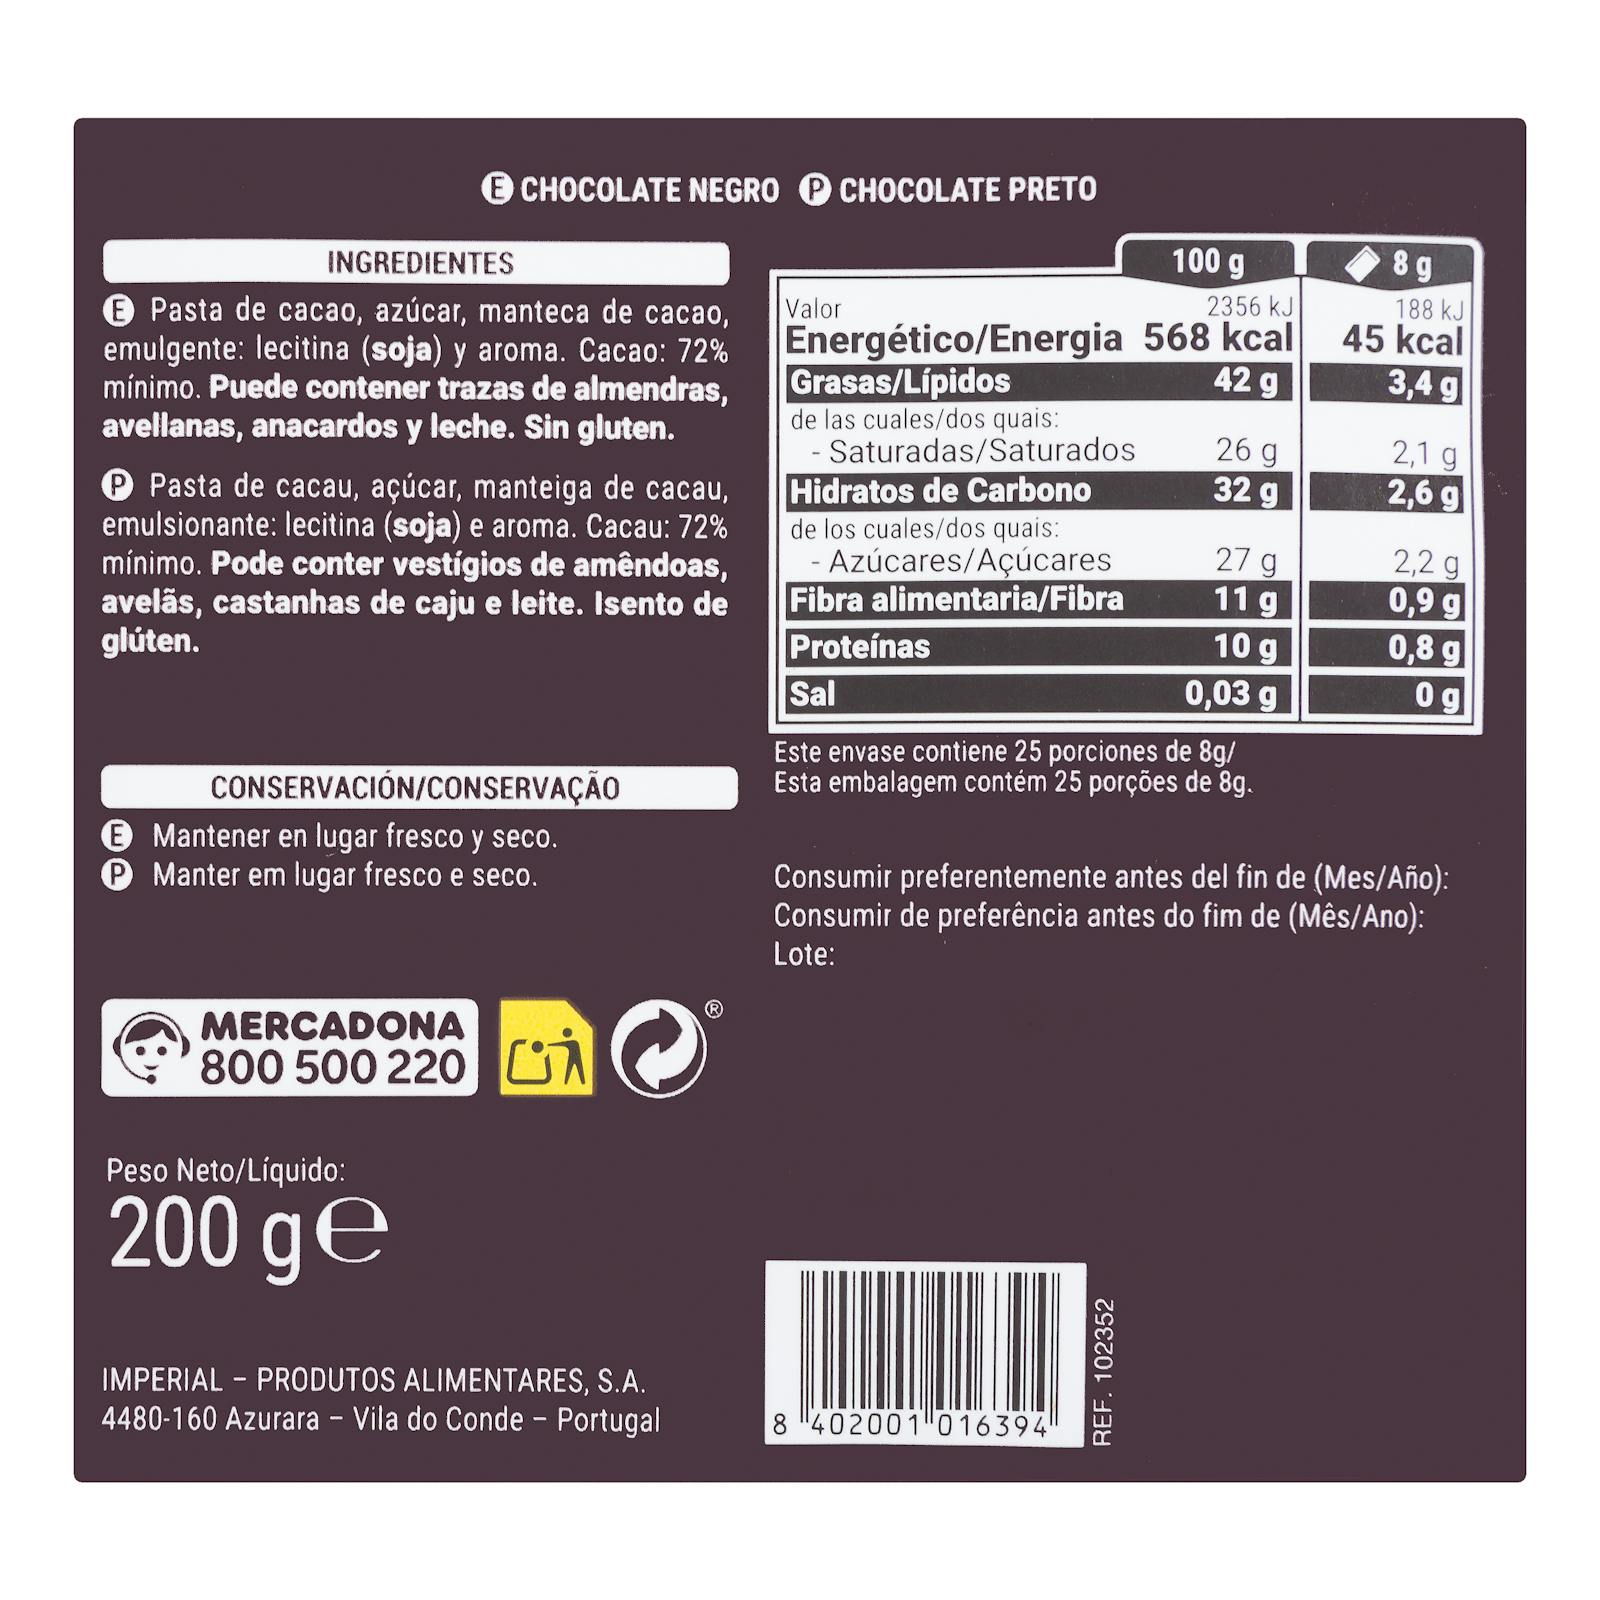 E CHOCOLATE NEGRO P CHOCOLATE PRETO
INGREDIENTES
E Pasta de cacao, azúcar, manteca de cacao,
emulgente: lecitina (soja) y aroma. Cacao: 72%
mínimo. Puede contener trazas de almendras,
avellanas, anacardos y leche. Sin gluten.
P Pasta de cacau, açúcar, manteiga de cacau,
emulsionante: lecitina (soja) e aroma. Cacau: 72%
mínimo. Pode conter vestígios de amêndoas,
avelãs, castanhas de caju e leite. Isento de
glúten.
CONSERVACIÓN/CONSERVAÇÃO
E Mantener en lugar fresco y seco.
P Manter em lugar fresco e seco.
MERCADONA
800 500 220
®
Peso Neto/Líquido:
200 g e
IMPERIAL – PRODUTOS ALIMENTARES, S.A.
4480-160 Azurara – Vila do Conde – Portugal
100 g 8 g
Valor 2356 kJ 188 kJ
Energético/Energia 568 kcal 45 kcal
Grasas/Lípidos 42 g 3,4 g
de las cuales/dos quais:
- Saturadas/Saturados 26 g 2,1 g
Hidratos de Carbono 32 g 2,6 g
de los cuales/dos quais:
- Azúcares/Açúcares 27 g 2,2 g
Fibra alimentaria/Fibra 11 g 0,9 g
Proteínas 10 g 0,8 g
Sal 0,03 g 0 g
Este envase contiene 25 porciones de 8g/
Esta embalagem contém 25 porções de 8g.
Consumir preferentemente antes del fin de (Mes/Año):
Consumir de preferência antes do fim de (Mês/Ano):
Lote:
8 402001 016394
REF. 102352